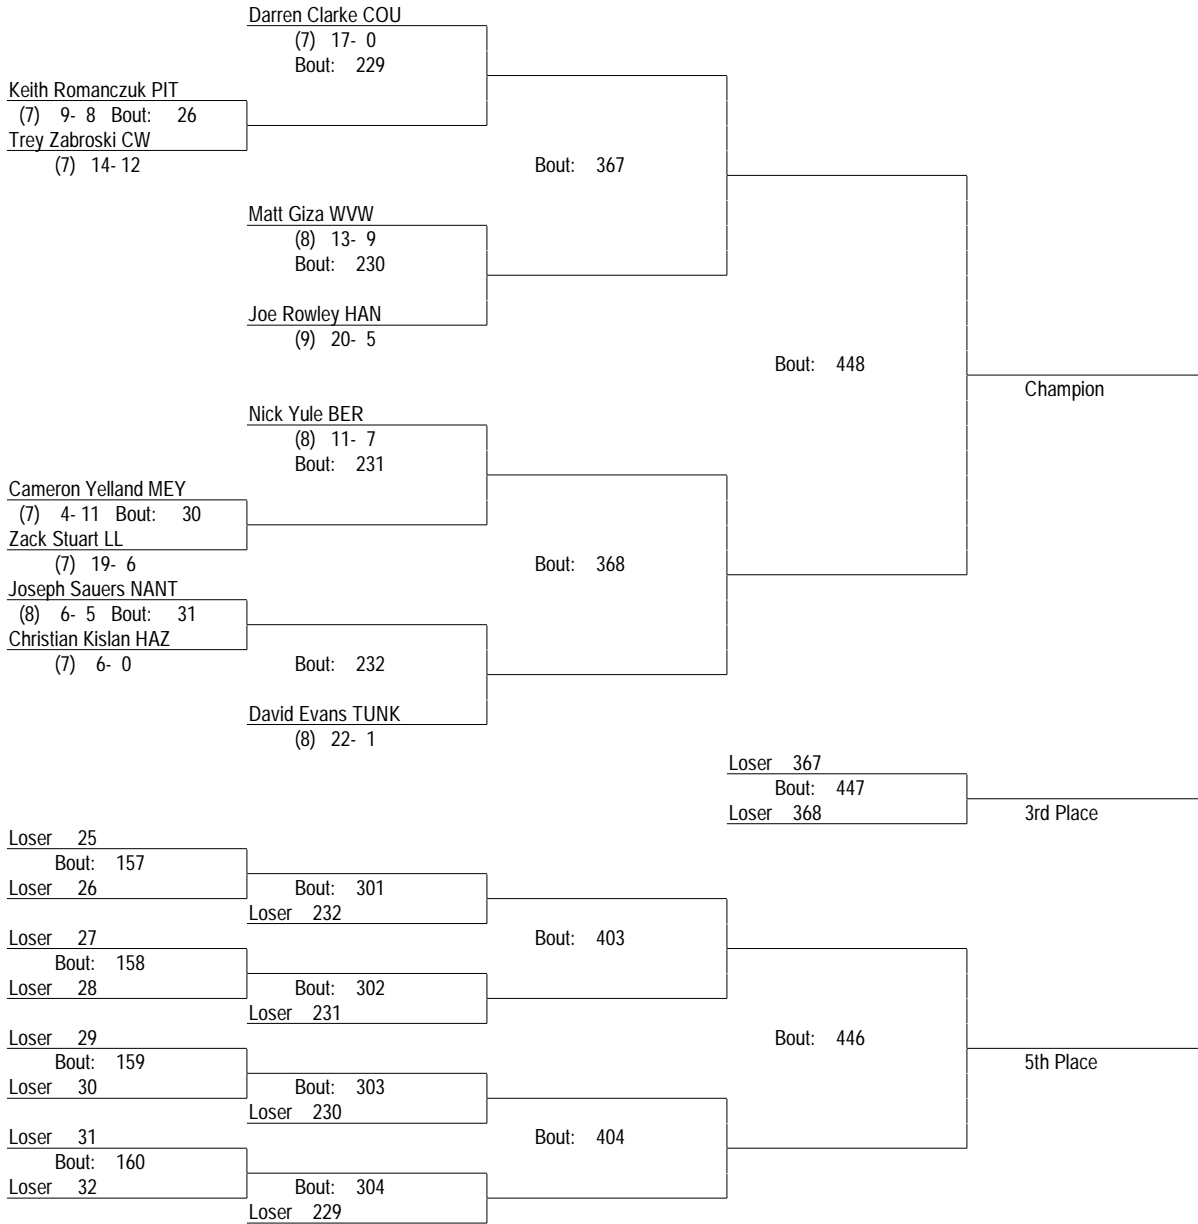 Darren Clarke COU
(7) 17- 0
Bout: 229
Keith Romanczuk PIT
(7) 9- 8 Bout: 26
Trey Zabroski CW
(7) 14- 12
Bout: 367
Matt Giza WVW
(8) 13- 9
Bout: 230
Joe Rowley HAN
(9) 20- 5
Bout: 448
Champion
Nick Yule BER
(8) 11- 7
Bout: 231
Cameron Yelland MEY
(7) 4- 11 Bout: 30
Zack Stuart LL
(7) 19- 6
Bout: 368
Joseph Sauers NANT
(8) 6- 5 Bout: 31
Christian Kislan HAZ
(7) 6- 0
Bout: 232
David Evans TUNK
(8) 22- 1
Loser 367
Bout: 447
Loser 368
3rd Place
Loser 25
Bout: 157
Loser 26
Bout: 301
Loser 232
Loser 27
Bout: 403
Bout: 158
Loser 28
Bout: 302
Loser 231
Loser 29
Bout: 446
Bout: 159
5th Place
Loser 30
Bout: 303
Loser 230
Loser 31
Bout: 404
Bout: 160
Loser 32
Bout: 304
Loser 229